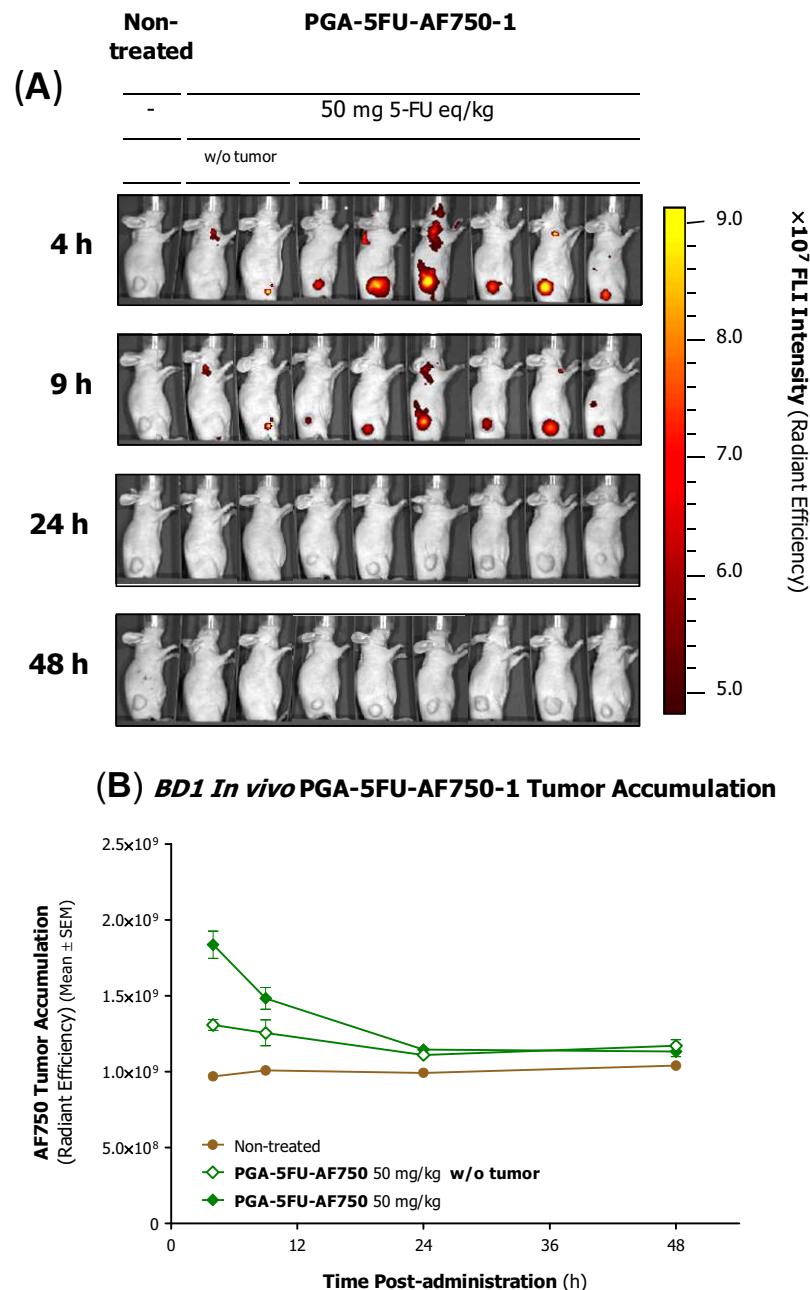 Non-
treated
PGA-5FU-AF750-1
(A)
-
50 mg 5-FU eq/kg
w/o tumor
4 h
9 h
24 h
48 h
9.0
8.0
7.0
6.0
5.0
×10⁷ FLI Intensity (Radiant Efficiency)
(B) BD1 In vivo PGA-5FU-AF750-1 Tumor Accumulation
AF750 Tumor Accumulation
(Radiant Efficiency) (Mean ± SEM)
2.5×10⁹
2.0×10⁹
1.5×10⁹
1.0×10⁹
5.0×10⁸
0
Non-treated
PGA-5FU-AF750 50 mg/kg w/o tumor
PGA-5FU-AF750 50 mg/kg
0
12
24
36
48
Time Post-administration (h)